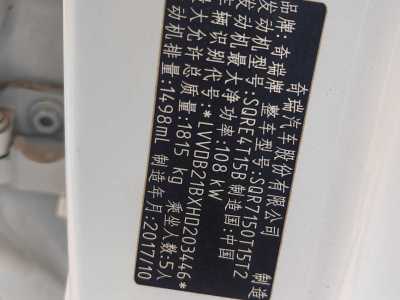 奇瑞汽车股份有限公司 制造
品牌:奇瑞牌 整车型号:SQR7150T15T2
发动机型号:SQRE4T15B 制造国:中国
发动机最大净功率:108 kW
车辆识别代号:*LVVDB21BXHD203446*
最大允许总质量:1815 kg 乘坐人数:5人
发动机排量:1498mL 制造年月:2017/10